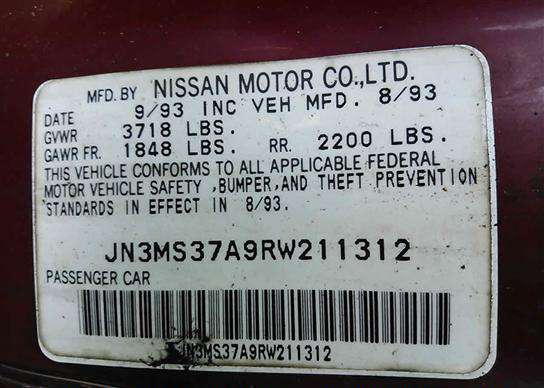 MFD. BY NISSAN MOTOR CO.,LTD.
DATE 9/93 INC VEH MFD. 8/93
GVWR 3718 LBS.
GAWR FR. 1848 LBS. RR. 2200 LBS.
THIS VEHICLE CONFORMS TO ALL APPLICABLE FEDERAL
MOTOR VEHICLE SAFETY ,BUMPER,AND THEFT PREVENTION
STANDARDS IN EFFECT IN 8/93.
JN3MS37A9RW211312
PASSENGER CAR
JN3MS37A9RW211312